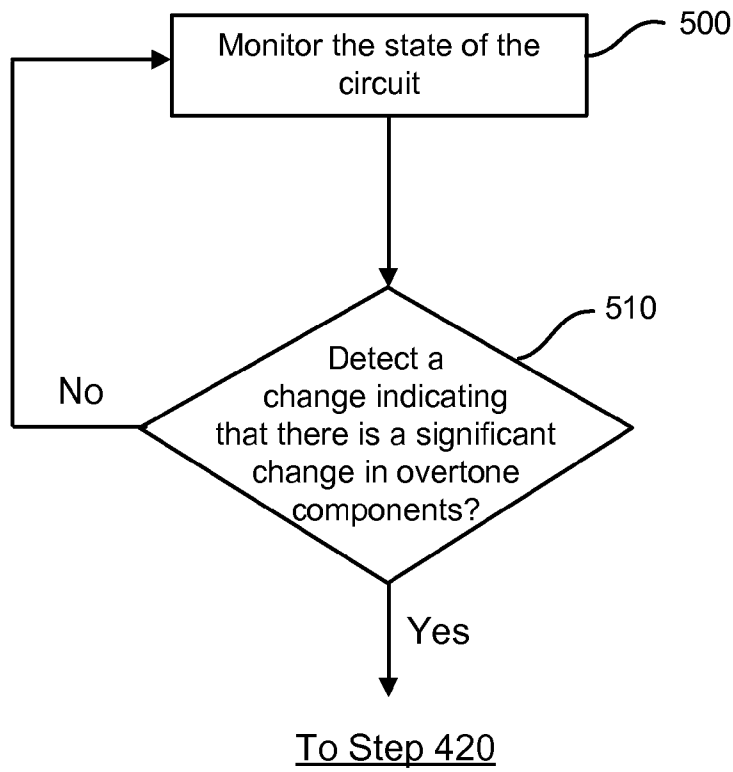 500
Monitor the state of the
circuit
510
Detect a
change indicating
that there is a significant
change in overtone
components?
No
Yes
To Step 420